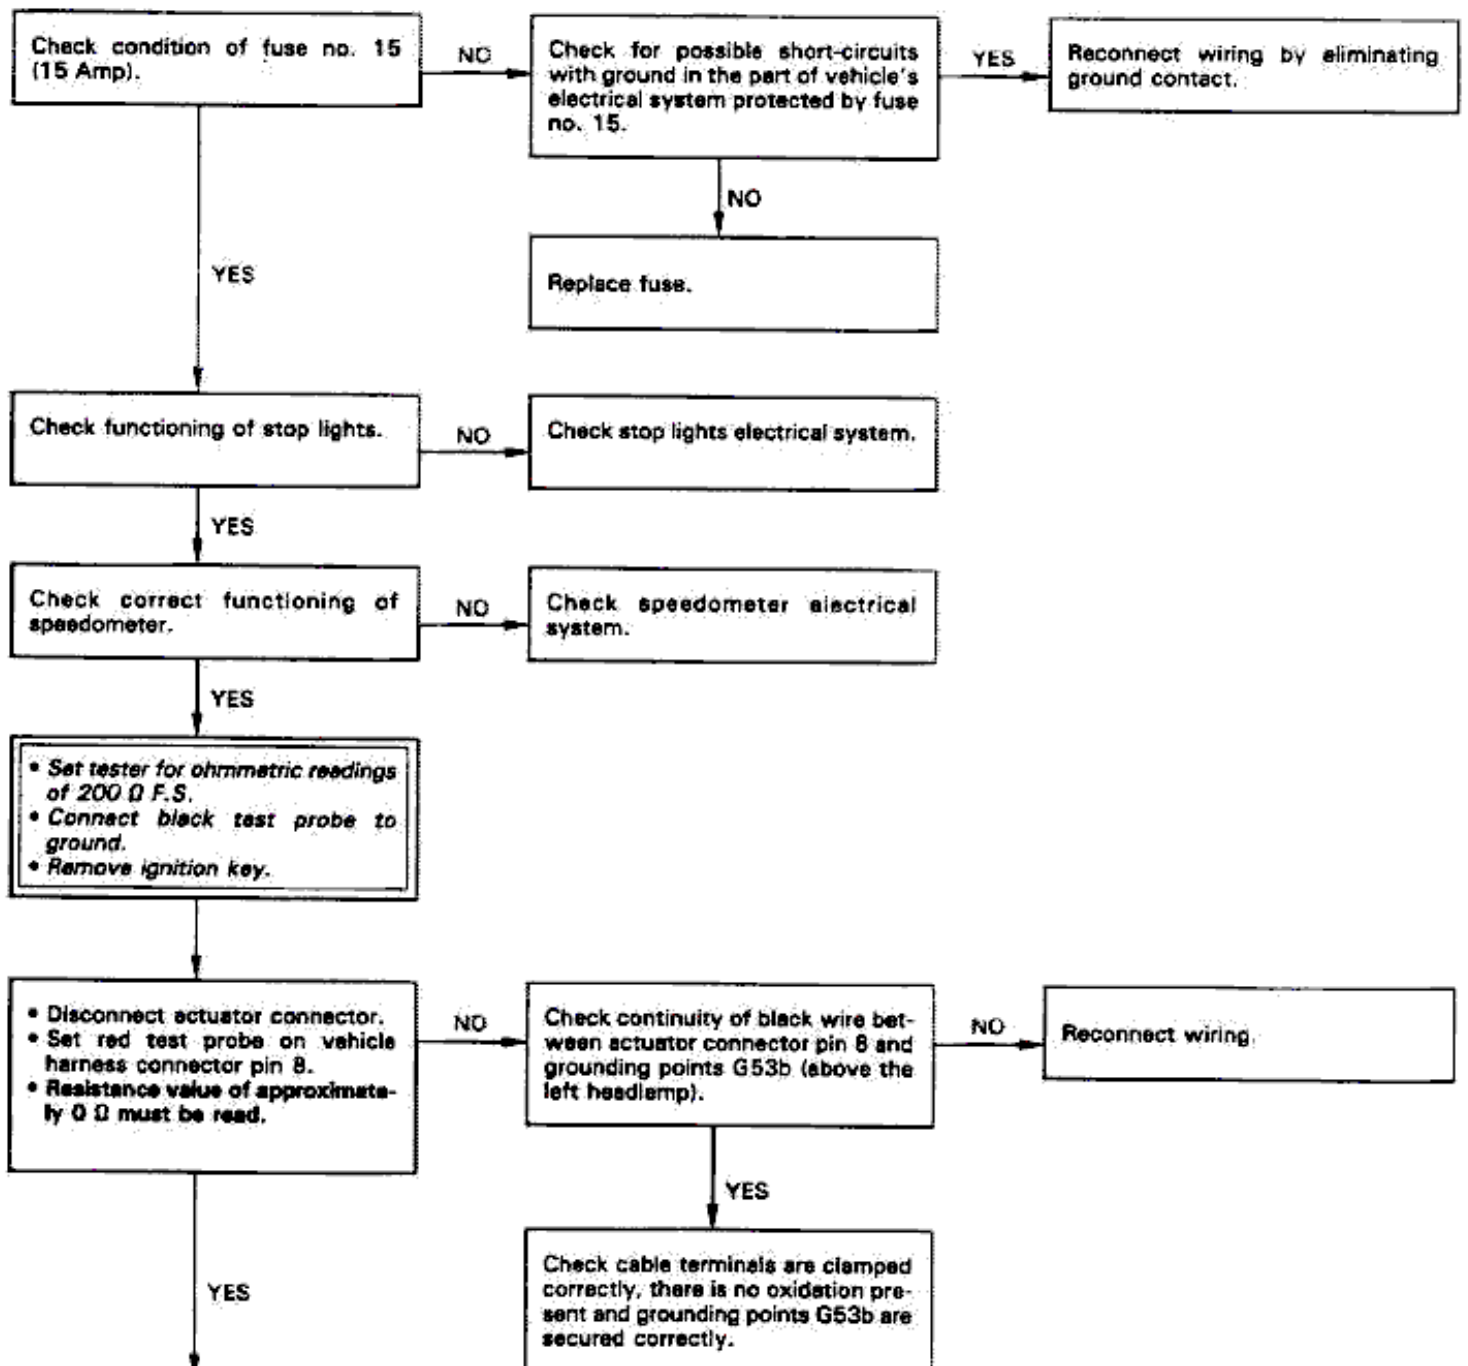 Check condition of fuse no. 15
(15 Amp).
NO
Check for possible short-circuits
with ground in the part of vehicle's
electrical system protected by fuse
no. 15.
YES
Reconnect wiring by eliminating
ground contact.
NO
Replace fuse.
YES
Check functioning of stop lights.
NO
Check stop lights electrical system.
YES
Check correct functioning of
speedometer.
NO
Check speedometer electrical
system.
YES
• Set tester for ohmmetric readings
of 200 Ω F.S.
• Connect black test probe to
ground.
• Remove ignition key.
• Disconnect actuator connector.
• Set red test probe on vehicle
harness connector pin 8.
• Resistance value of approximate-
ly 0 Ω must be read.
NO
Check continuity of black wire bet-
ween actuator connector pin 8 and
grounding points G53b (above the
left headlamp).
NO
Reconnect wiring.
YES
Check cable terminals are clamped
correctly, there is no oxidation pre-
sent and grounding points G53b are
secured correctly.
YES